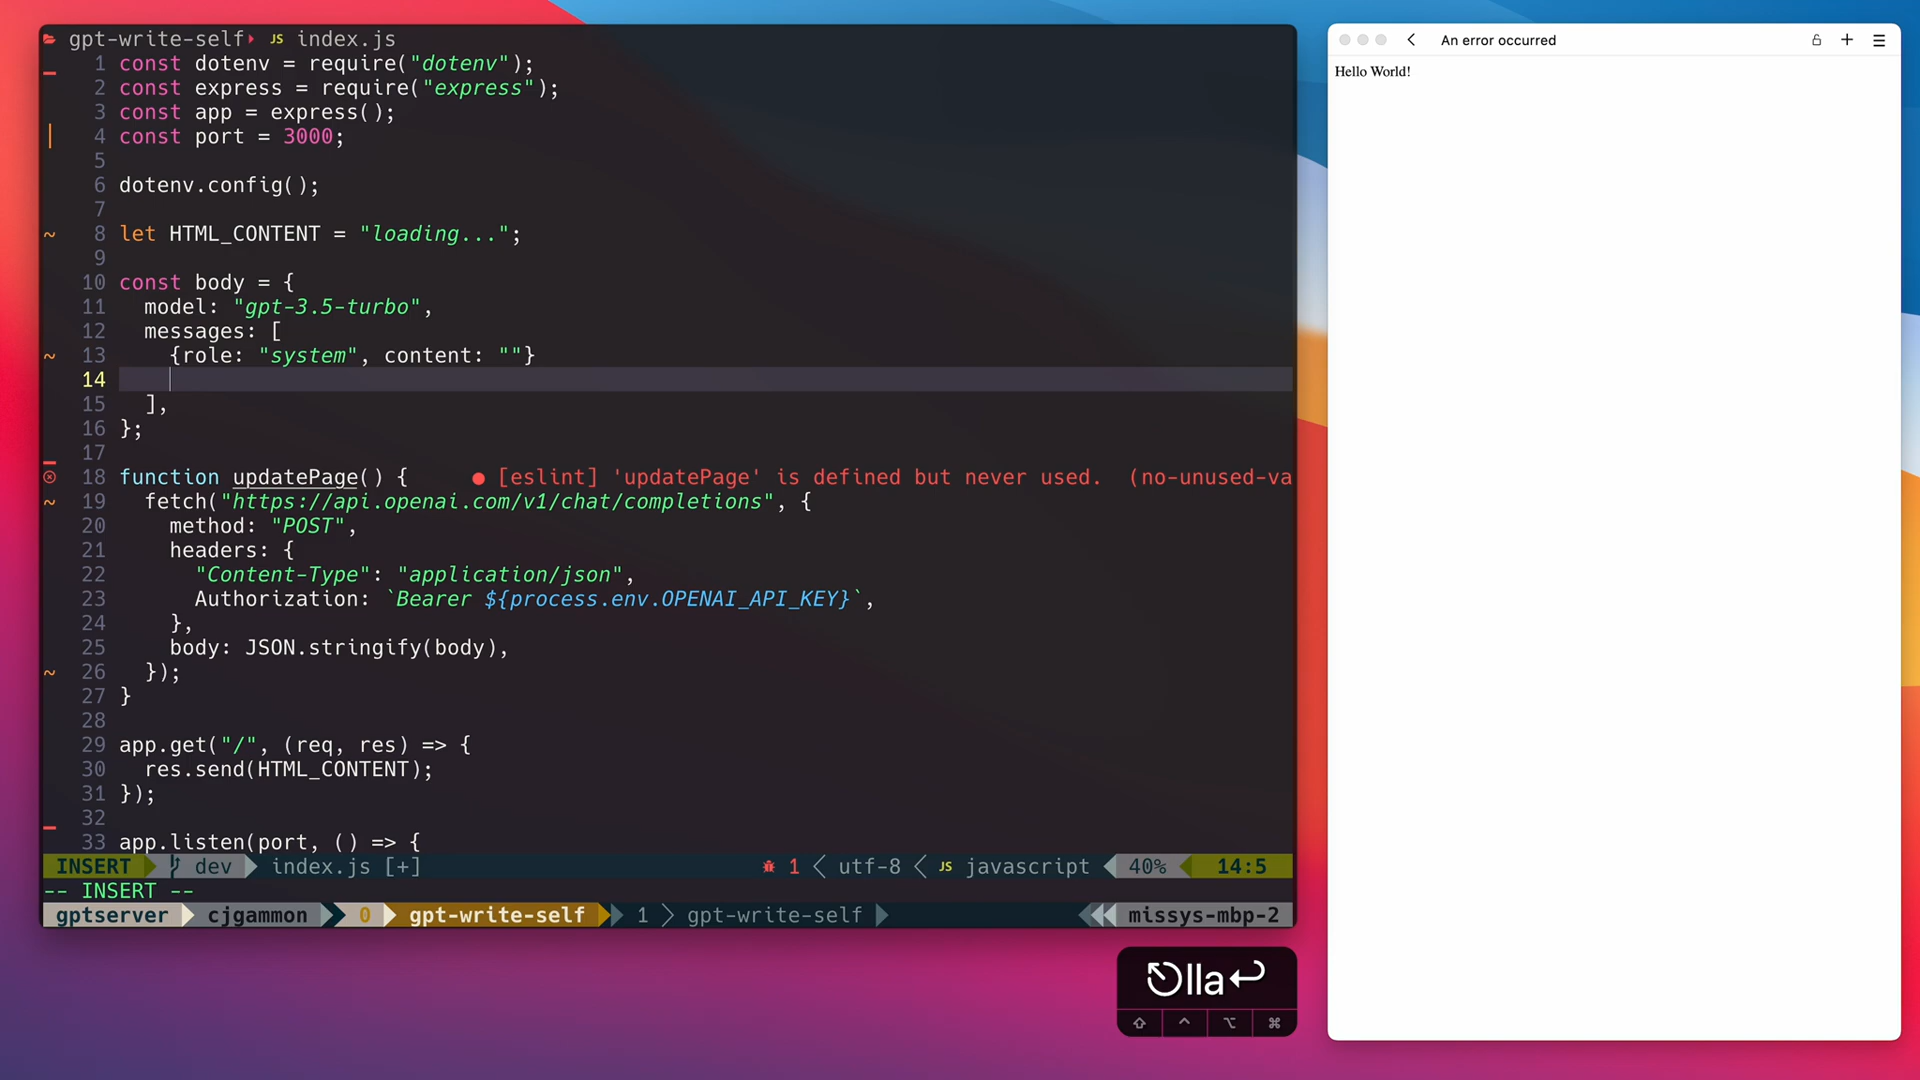 gpt-write-self JS index.js
1 const dotenv = require("dotenv");
2 const express = require("express");
3 const app = express();
4 const port = 3000;
5
6 dotenv.config();
7
8 let HTML_CONTENT = "loading...";
9
10 const body = {
11 model: "gpt-3.5-turbo",
12 messages: [
13 {role: "system", content: ""}
14
15 ],
16 };
17
18 function updatePage() { ● [eslint] 'updatePage' is defined but never used. (no-unused-va
19 fetch("https://api.openai.com/v1/chat/completions", {
20 method: "POST",
21 headers: {
22 "Content-Type": "application/json",
23 Authorization: `Bearer ${process.env.OPENAI_API_KEY}`,
24 },
25 body: JSON.stringify(body),
26 });
27 }
28
29 app.get("/", (req, res) => {
30 res.send(HTML_CONTENT);
31 });
32
33 app.listen(port, () => {
INSERT dev index.js [+] 1 utf-8 JS javascript 40% 14:5
-- INSERT --
gptserver cjgammon 0 gpt-write-self 1 gpt-write-self missys-mbp-2
lla
An error occurred
Hello World!